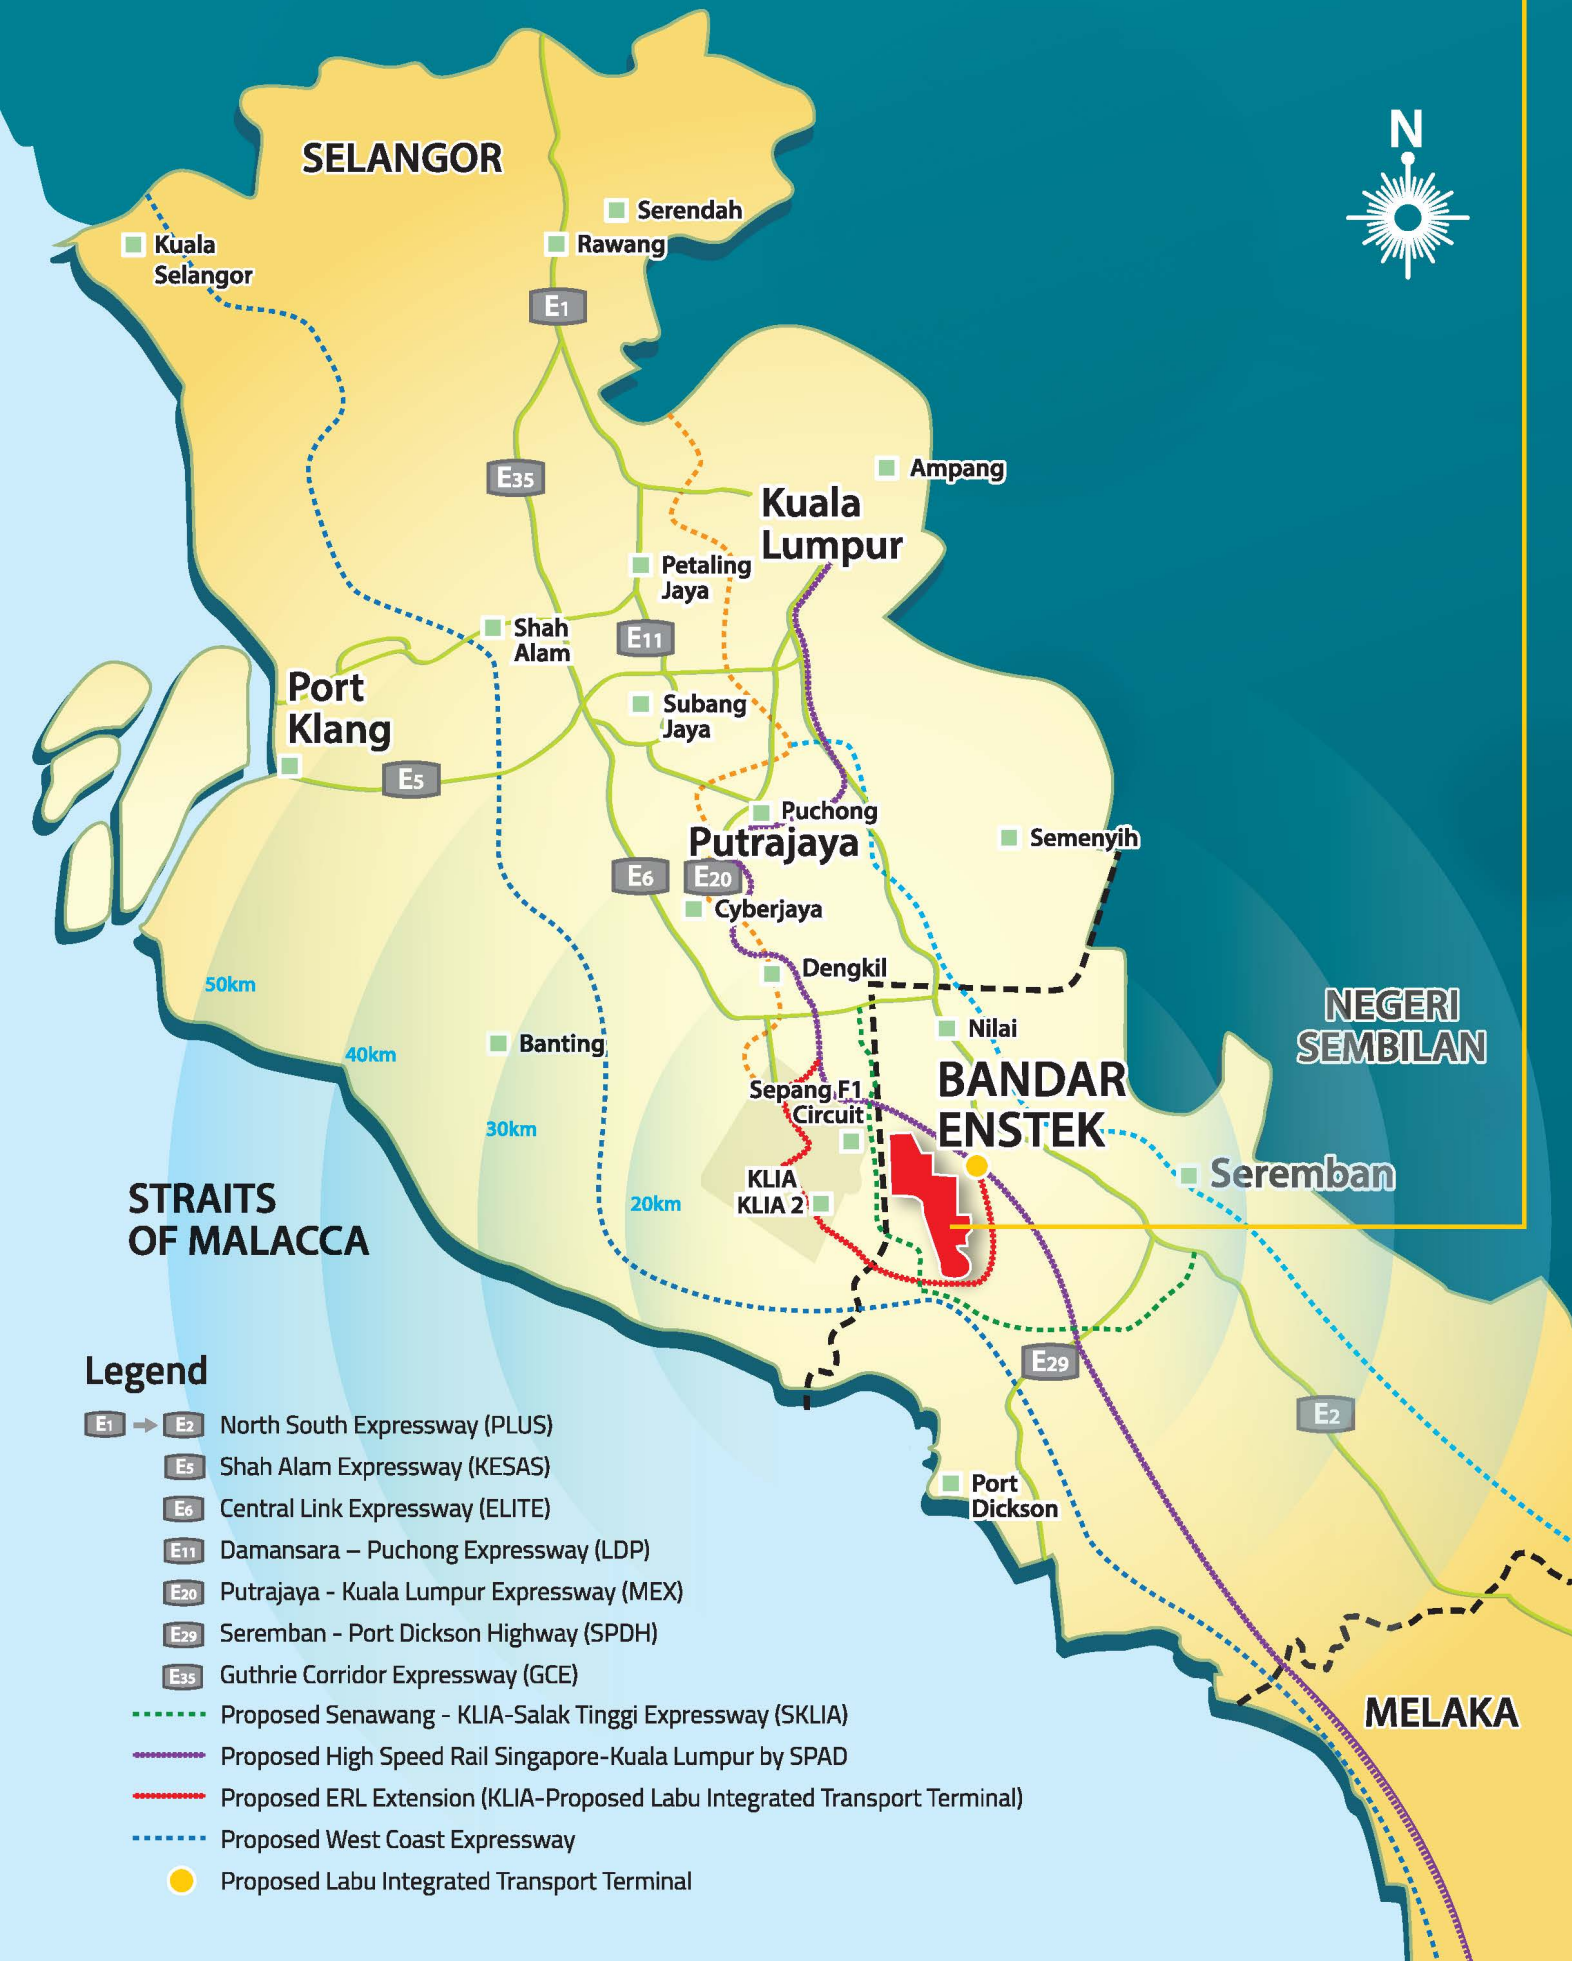 N
SELANGOR
Serendah
Kuala
Selangor
Rawang
E1
E35
Ampang
Kuala
Lumpur
Petaling
Jaya
Shah
Alam
E11
Port
Klang
Subang
Jaya
E5
Puchong
Putrajaya
Semenyih
E6
E20
Cyberjaya
Dengkil
50km
NEGERI
SEMBILAN
Nilai
Banting
40km
BANDAR
ENSTEK
Sepang F1
Circuit
30km
Seremban
KLIA
KLIA 2
20km
STRAITS
OF MALACCA
E29
E2
Port
Dickson
MELAKA
Legend
E1 E2 North South Expressway (PLUS)
E5 Shah Alam Expressway (KESAS)
E6 Central Link Expressway (ELITE)
E11 Damansara – Puchong Expressway (LDP)
E20 Putrajaya - Kuala Lumpur Expressway (MEX)
E29 Seremban - Port Dickson Highway (SPDH)
E35 Guthrie Corridor Expressway (GCE)
Proposed Senawang - KLIA-Salak Tinggi Expressway (SKLIA)
Proposed High Speed Rail Singapore-Kuala Lumpur by SPAD
Proposed ERL Extension (KLIA-Proposed Labu Integrated Transport Terminal)
Proposed West Coast Expressway
Proposed Labu Integrated Transport Terminal